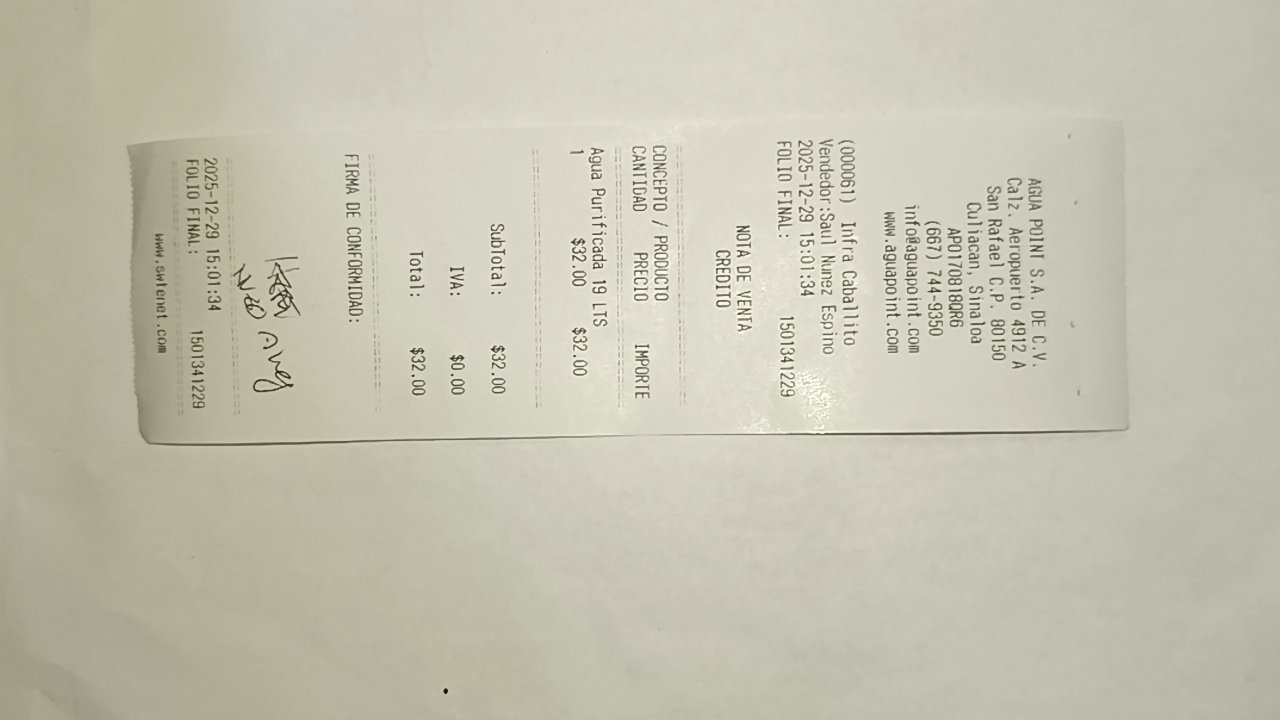 AGUA POINT S.A. DE C.V.
Calz. Aeropuerto 4912 A
San Rafael C.P. 80150
Culiacan, Sinaloa
APO170818QR6
(667) 744-9350
info@aguapoint.com
www.aguapoint.com
(000061) Infra Caballito
Vendedor:Saul Nunez Espino
2025-12-29 15:01:34
FOLIO FINAL: 1501341229
NOTA DE VENTA
CREDITO
CONCEPTO / PRODUCTO
CANTIDAD PRECIO IMPORTE
Agua Purificada 19 LTS
1 $32.00 $32.00
SubTotal: $32.00
IVA: $0.00
Total: $32.00
FIRMA DE CONFORMIDAD:
2025-12-29 15:01:34
FOLIO FINAL: 1501341229
www.swtenet.com